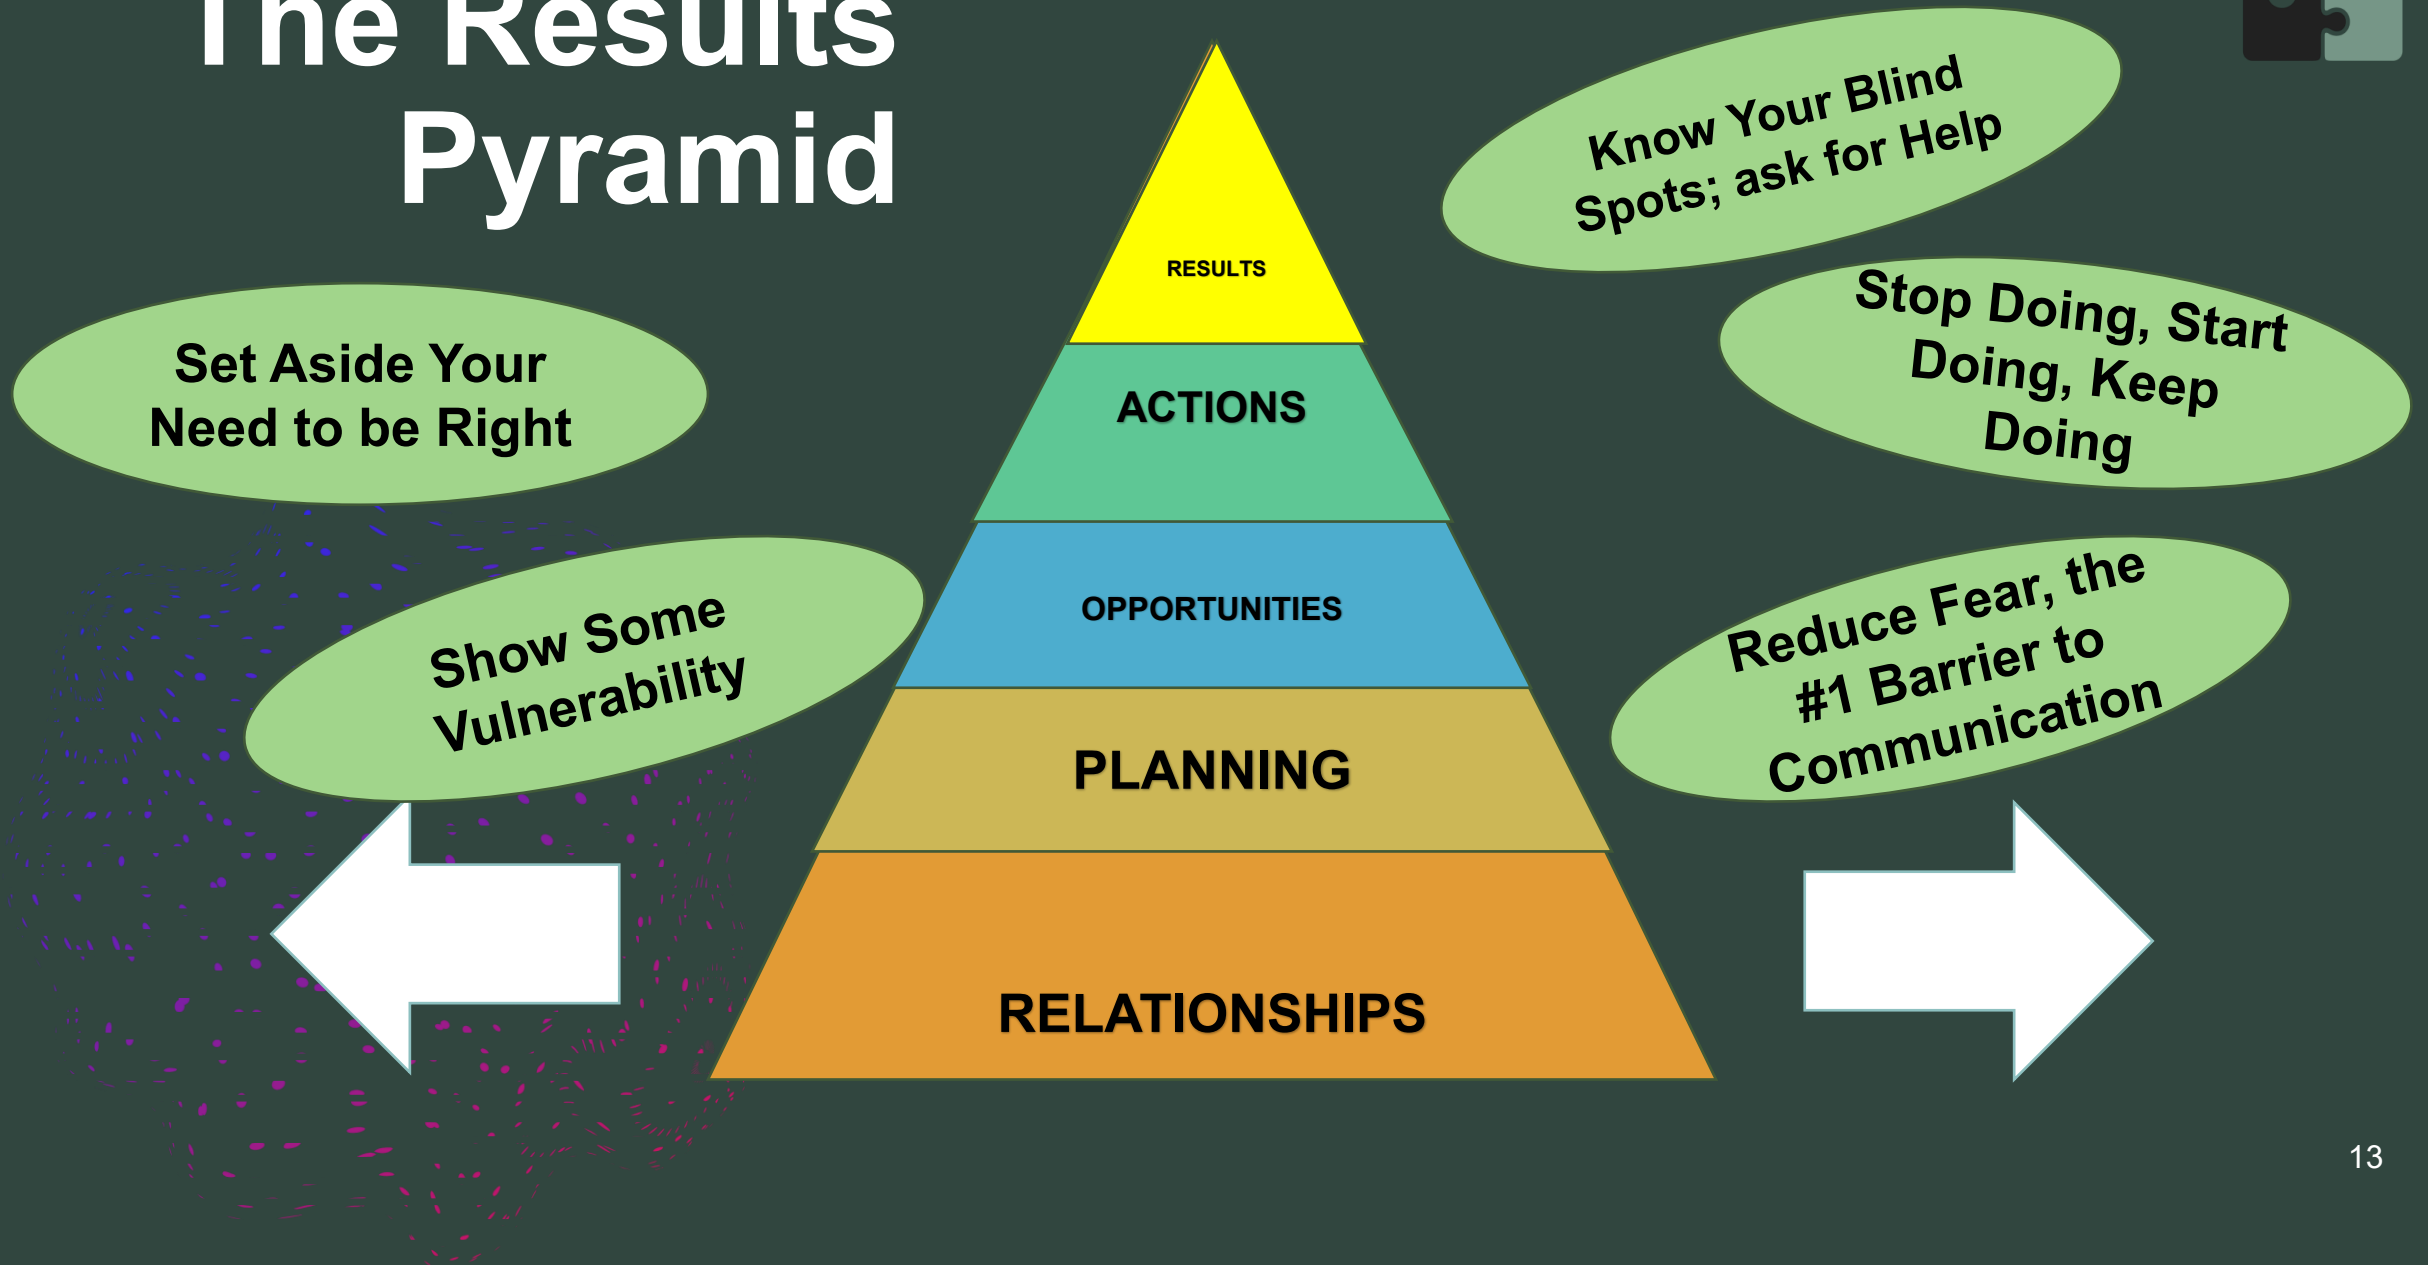 The Results
Pyramid
Set Aside Your
Need to be Right
Show Some
Vulnerability
RESULTS
ACTIONS
OPPORTUNITIES
PLANNING
RELATIONSHIPS
Know Your Blind
Spots; ask for Help
Stop Doing, Start
Doing, Keep
Doing
Reduce Fear, the
#1 Barrier to
Communication
13